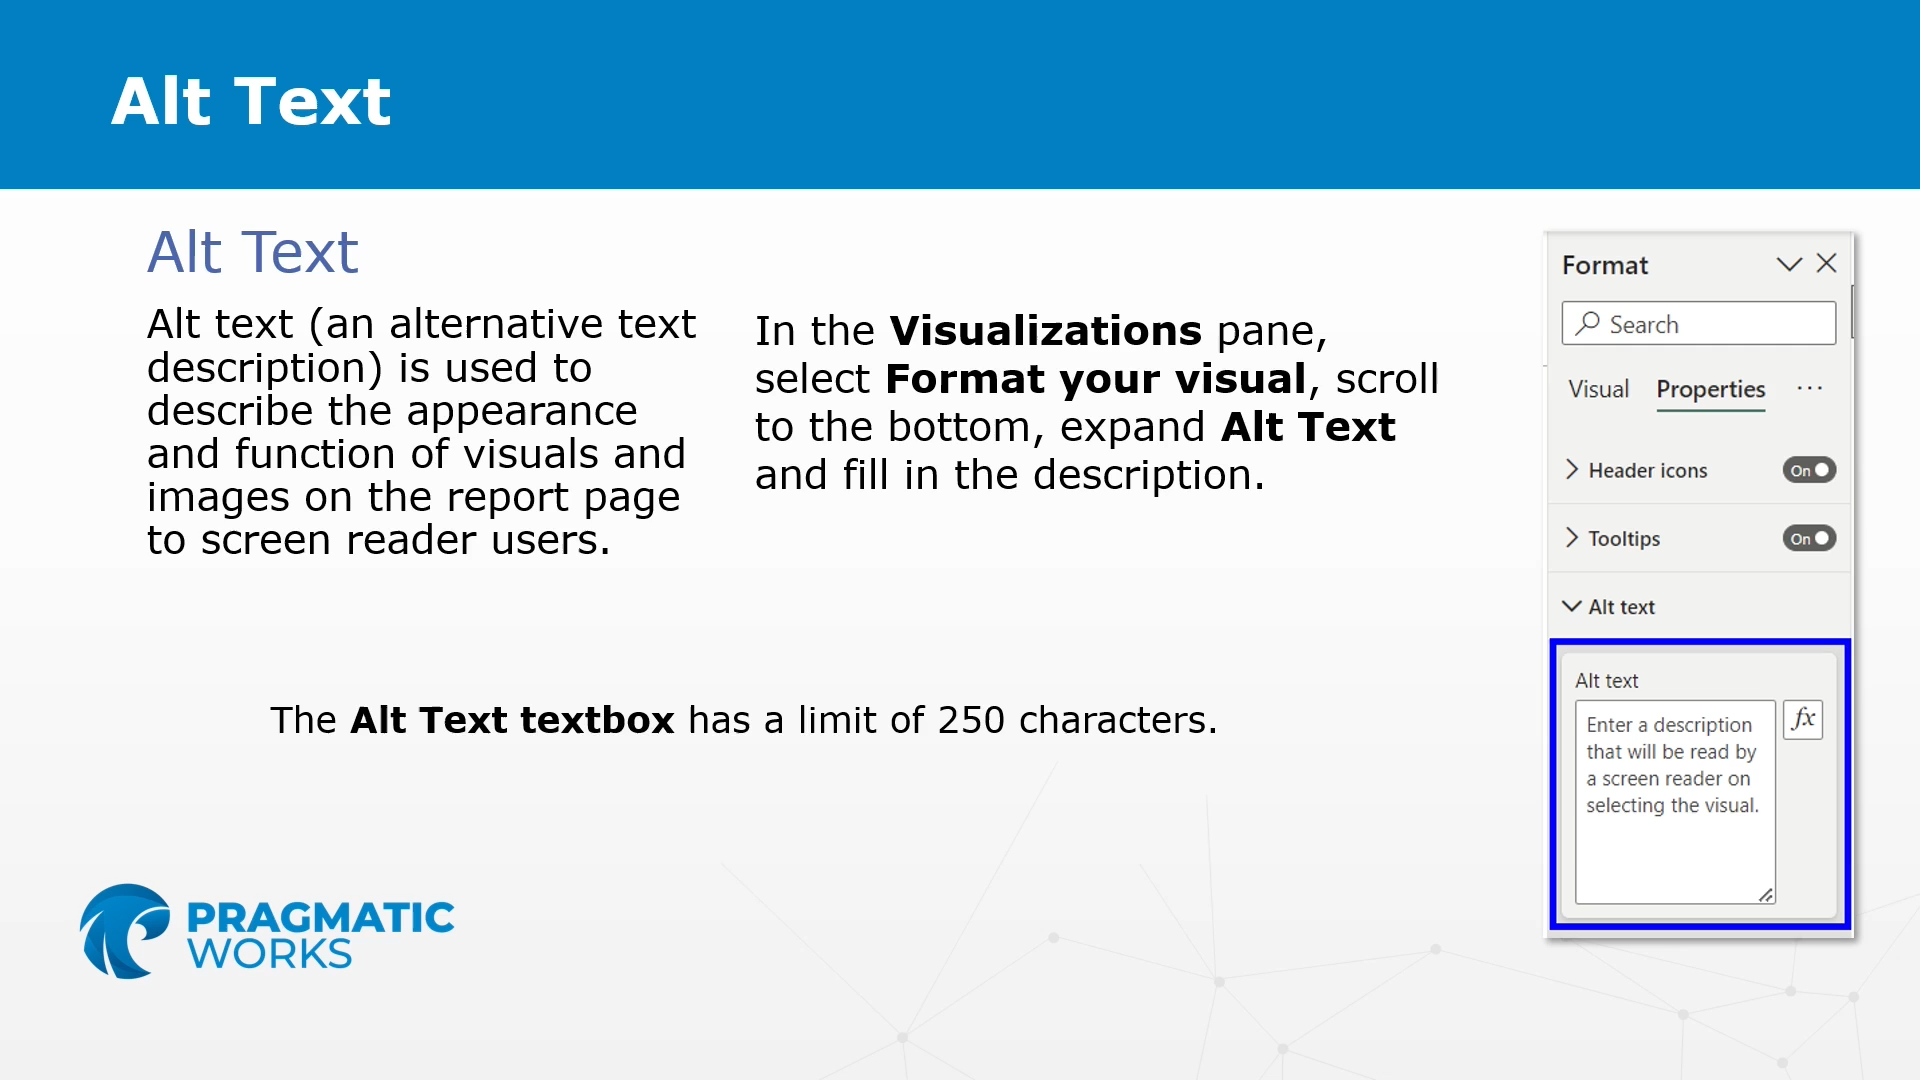 Alt Text
Alt Text
Alt text (an alternative text
description) is used to
describe the appearance
and function of visuals and
images on the report page
to screen reader users.
In the Visualizations pane,
select Format your visual, scroll
to the bottom, expand Alt Text
and fill in the description.
The Alt Text textbox has a limit of 250 characters.
Format
Search
Visual Properties ...
Header icons On
Tooltips On
Alt text
Alt text
fx
Enter a description
that will be read by
a screen reader on
selecting the visual.
PRAGMATIC
WORKS